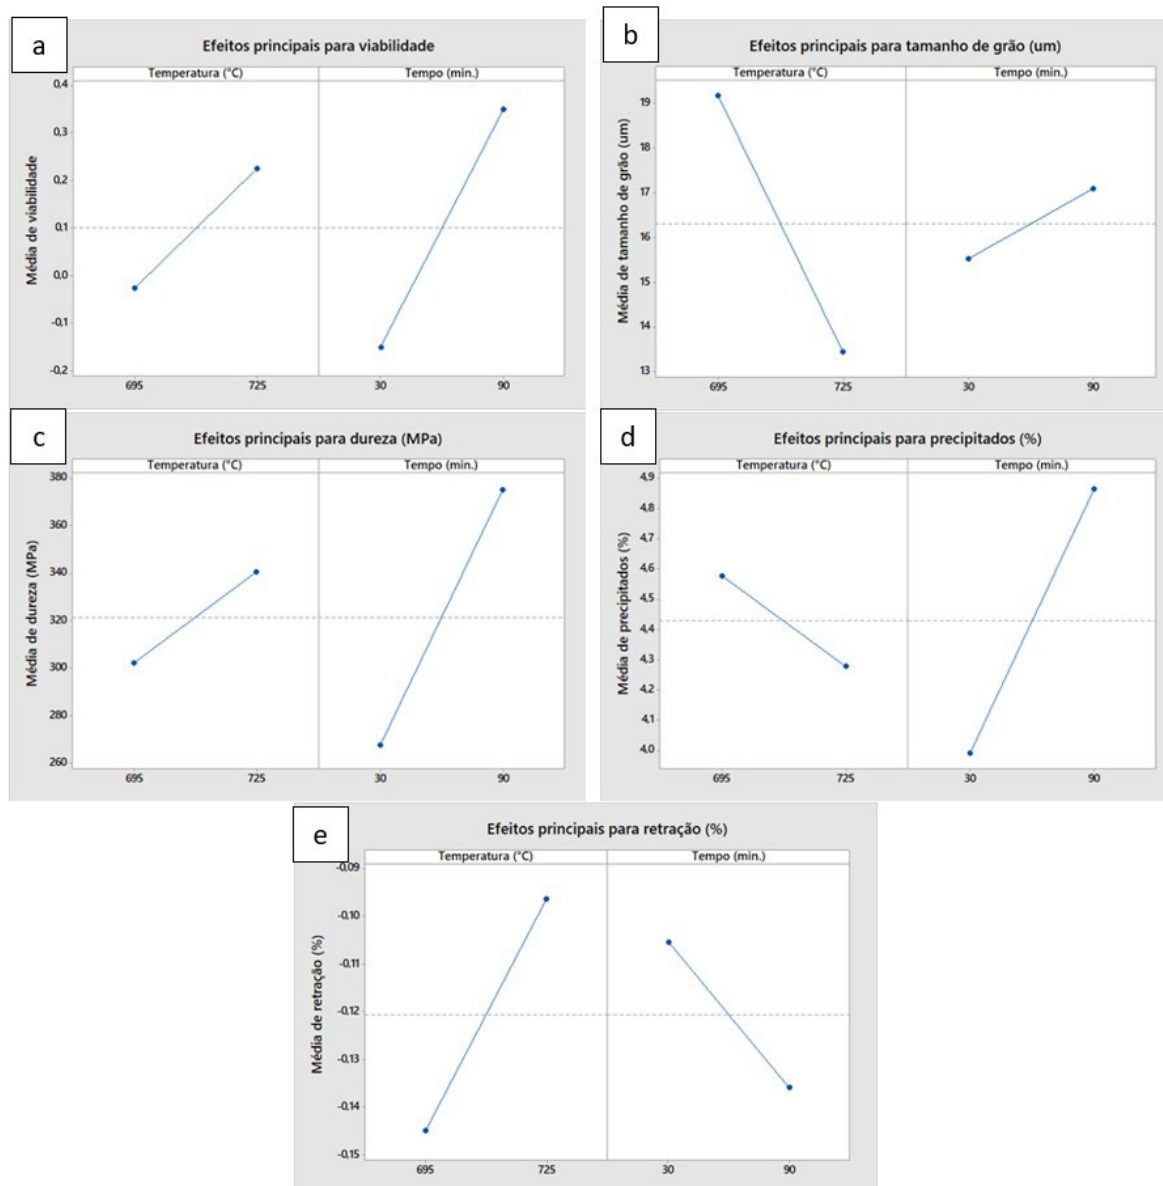 a
Efeitos principais para viabilidade
Temperatura (°C) Tempo (min.)
Média de viabilidade
0,4
0,3
0,2
0,1
0,0
-0,1
-0,2
695 725 30 90
b
Efeitos principais para tamanho de grão (um)
Temperatura (°C) Tempo (min.)
Média de tamanho de grão (um)
19
18
17
16
15
14
13
695 725 30 90
c
Efeitos principais para dureza (MPa)
Temperatura (°C) Tempo (min.)
Média de dureza (MPa)
380
360
340
320
300
280
260
695 725 30 90
d
Efeitos principais para precipitados (%)
Temperatura (°C) Tempo (min.)
Média de precipitados (%)
4,9
4,8
4,7
4,6
4,5
4,4
4,3
4,2
4,1
4,0
695 725 30 90
e
Efeitos principais para retração (%)
Temperatura (°C) Tempo (min.)
Média de retração (%)
-0,09
-0,10
-0,11
-0,12
-0,13
-0,14
-0,15
695 725 30 90